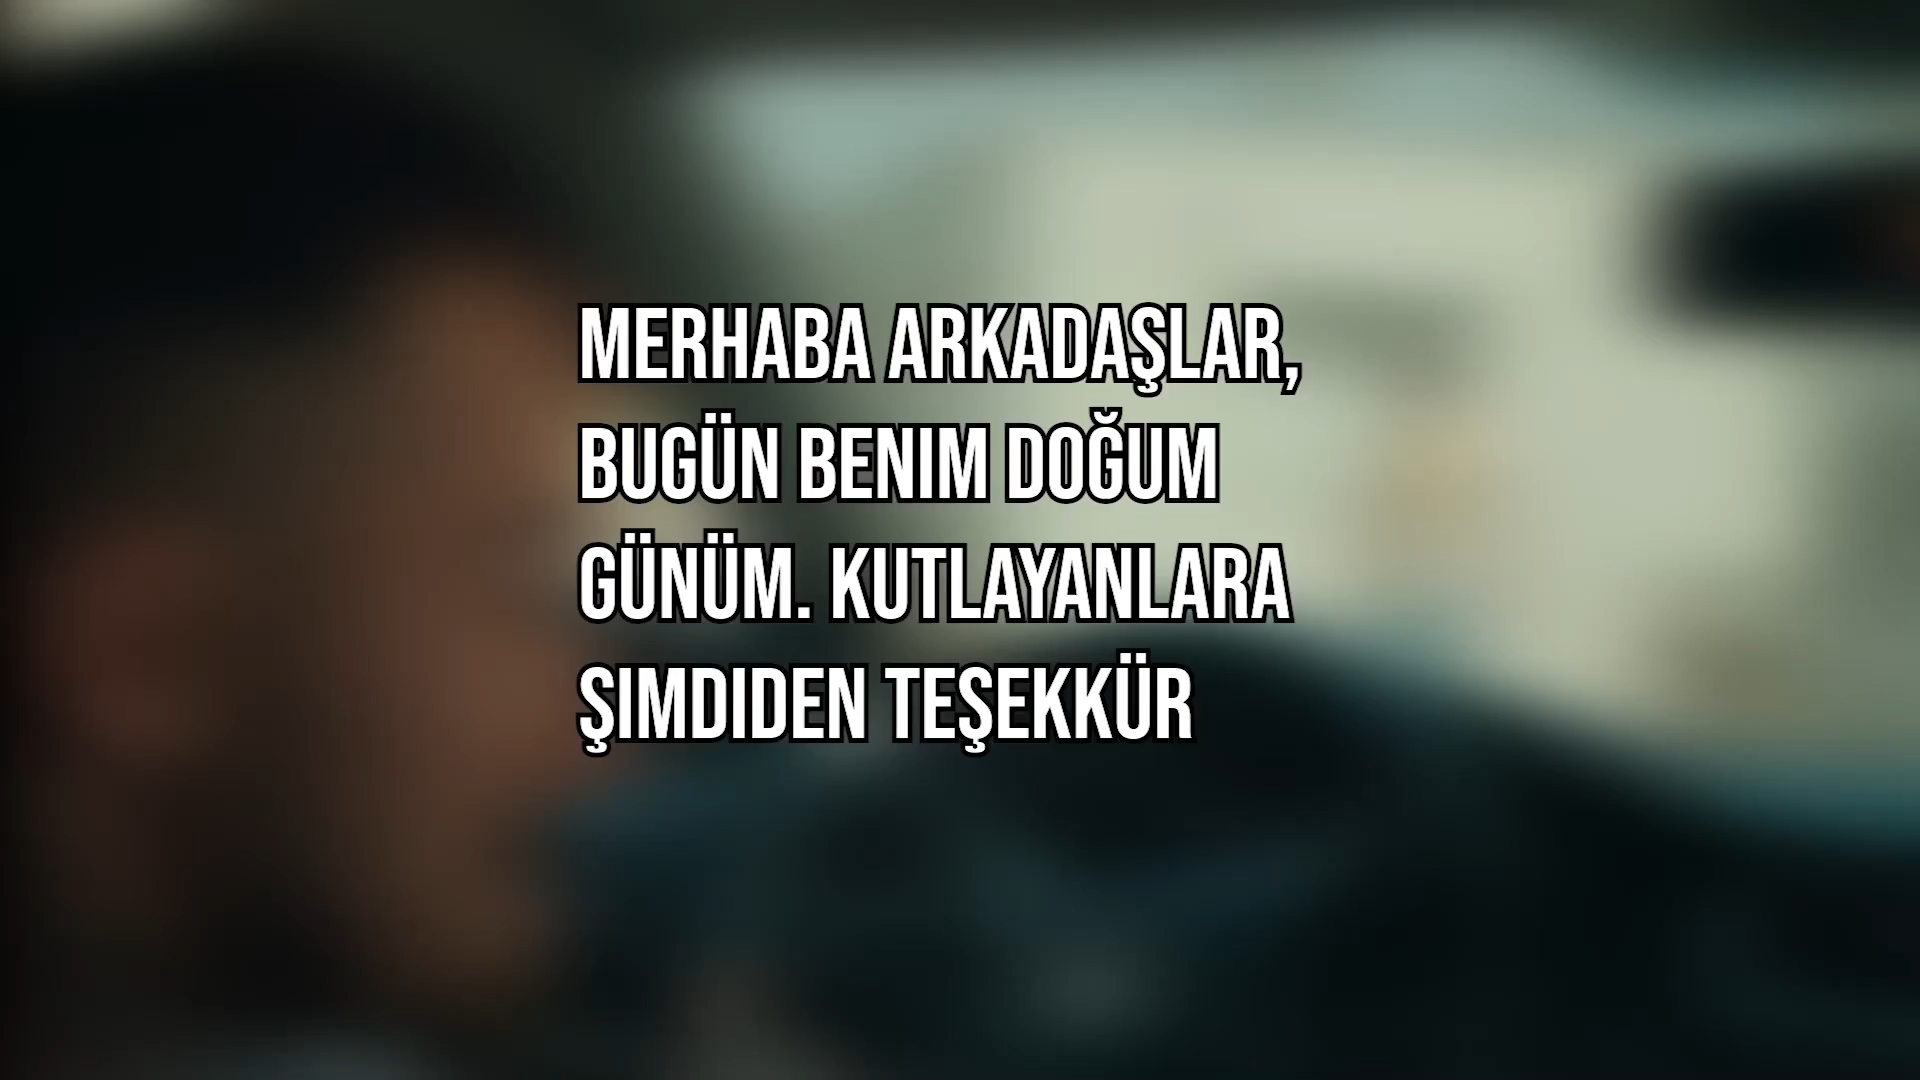 MERHABA ARKADAŞLAR,
BUGÜN BENIM DOĞUM
GÜNÜM. KUTLAYANLARA
ŞIMDIDEN TEŞEKKÜR